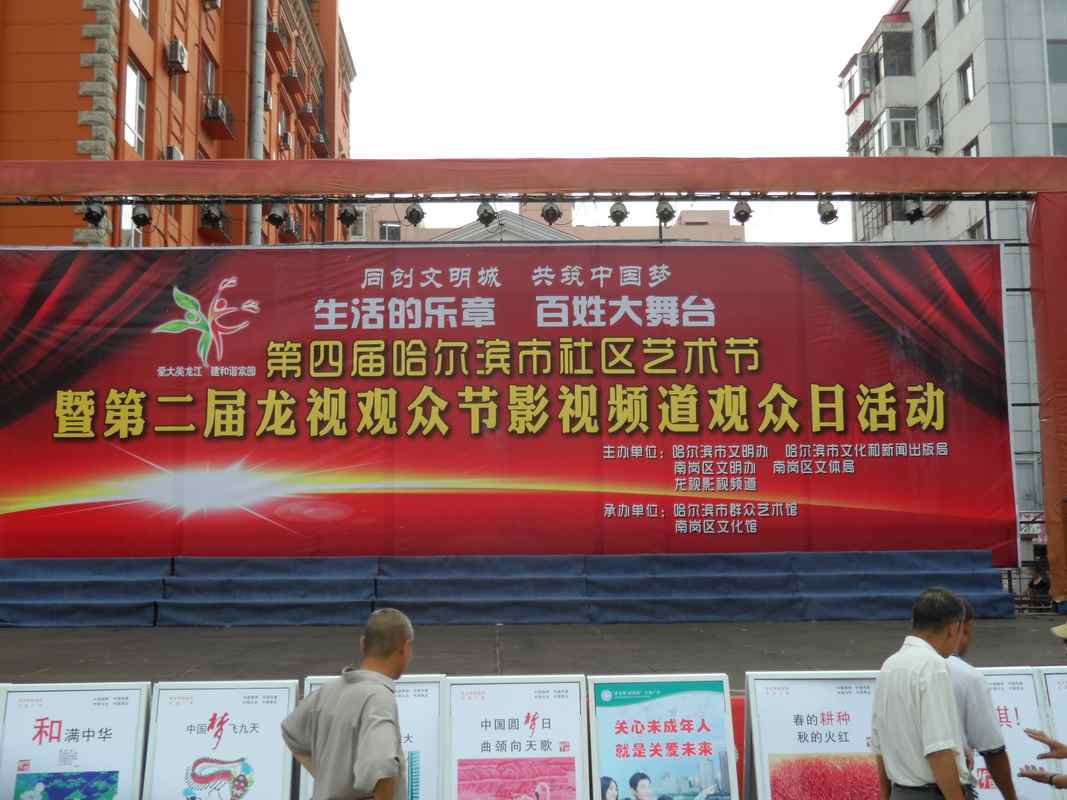 同创文明城 共筑中国梦
生活的乐章 百姓大舞台
爱大美龙江 建和谐家园
第四届哈尔滨市社区艺术节
暨第二届龙视观众节影视频道观众日活动
主办单位：哈尔滨市文明办 哈尔滨市文化和新闻出版局
南岗区文明办 南岗区文体局
龙视影视频道
承办单位：哈尔滨市群众艺术馆
南岗区文化馆
和满中华
中国梦飞九天
大
中国圆梦日
曲颂向天歌
关心未成年人
就是关爱未来
春的耕种
秋的火红
！